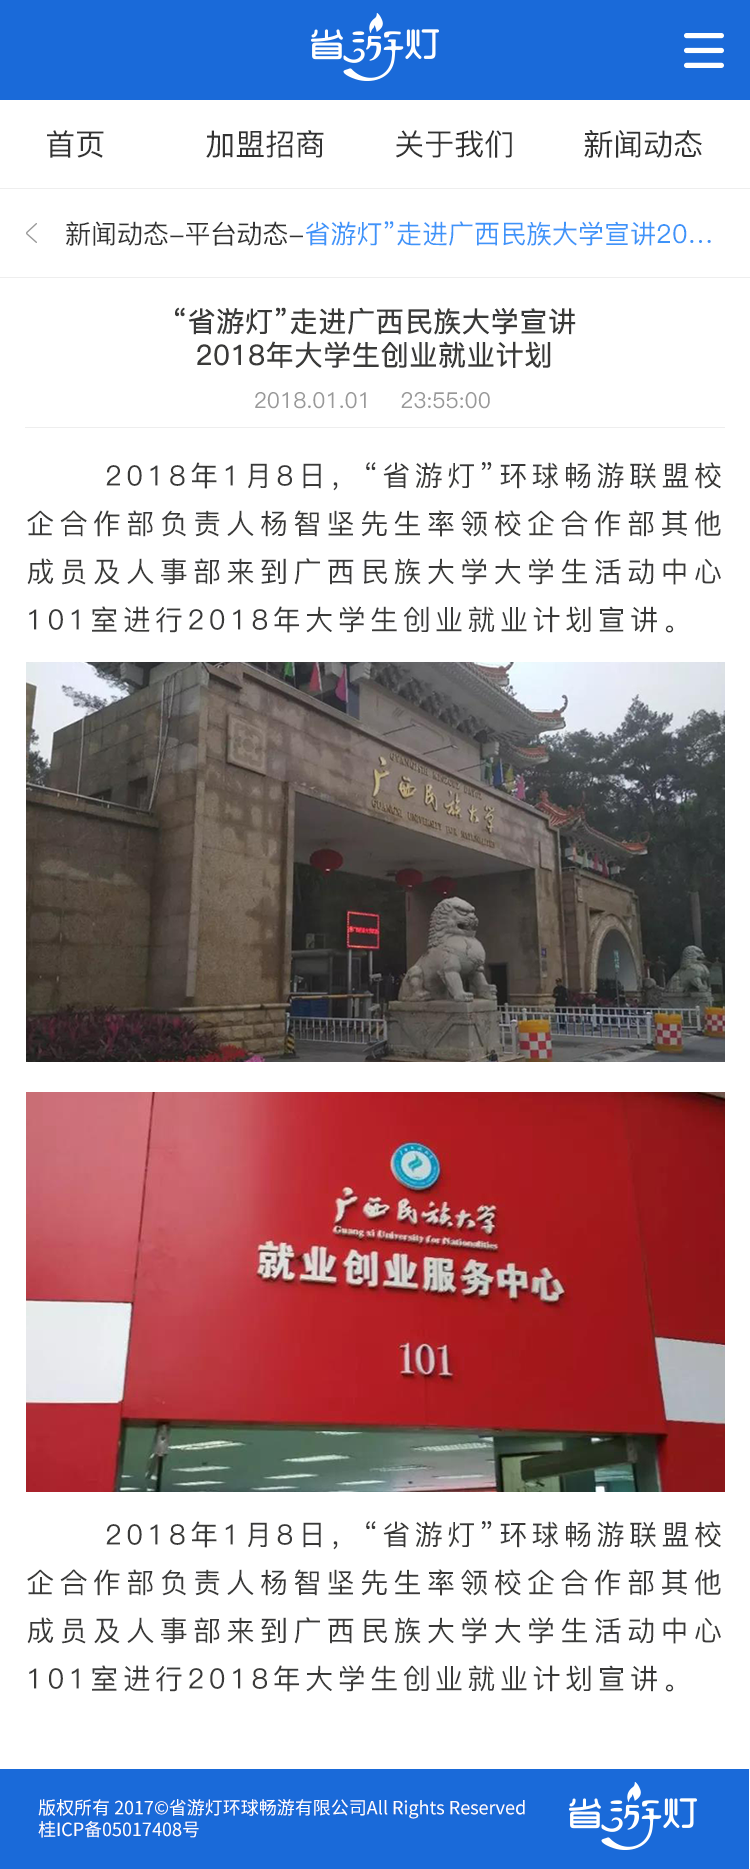 省游灯
首页 加盟招商 关于我们 新闻动态
新闻动态-平台动态-省游灯”走进广西民族大学宣讲20...
“省游灯”走进广西民族大学宣讲
2018年大学生创业就业计划
2018.01.01 23:55:00
2018年1月8日，“省游灯”环球畅游联盟校
企合作部负责人杨智坚先生率领校企合作部其他
成员及人事部来到广西民族大学大学生活动中心
101室进行2018年大学生创业就业计划宣讲。
广西民族大学
GUANGXI UNIVERSITY FOR NATIONALITIES
广西民族大学
Guang xi University for Nationalities
就业创业服务中心
101
2018年1月8日，“省游灯”环球畅游联盟校
企合作部负责人杨智坚先生率领校企合作部其他
成员及人事部来到广西民族大学大学生活动中心
101室进行2018年大学生创业就业计划宣讲。
版权所有 2017©省游灯环球畅游有限公司All Rights Reserved
桂ICP备05017408号
省游灯